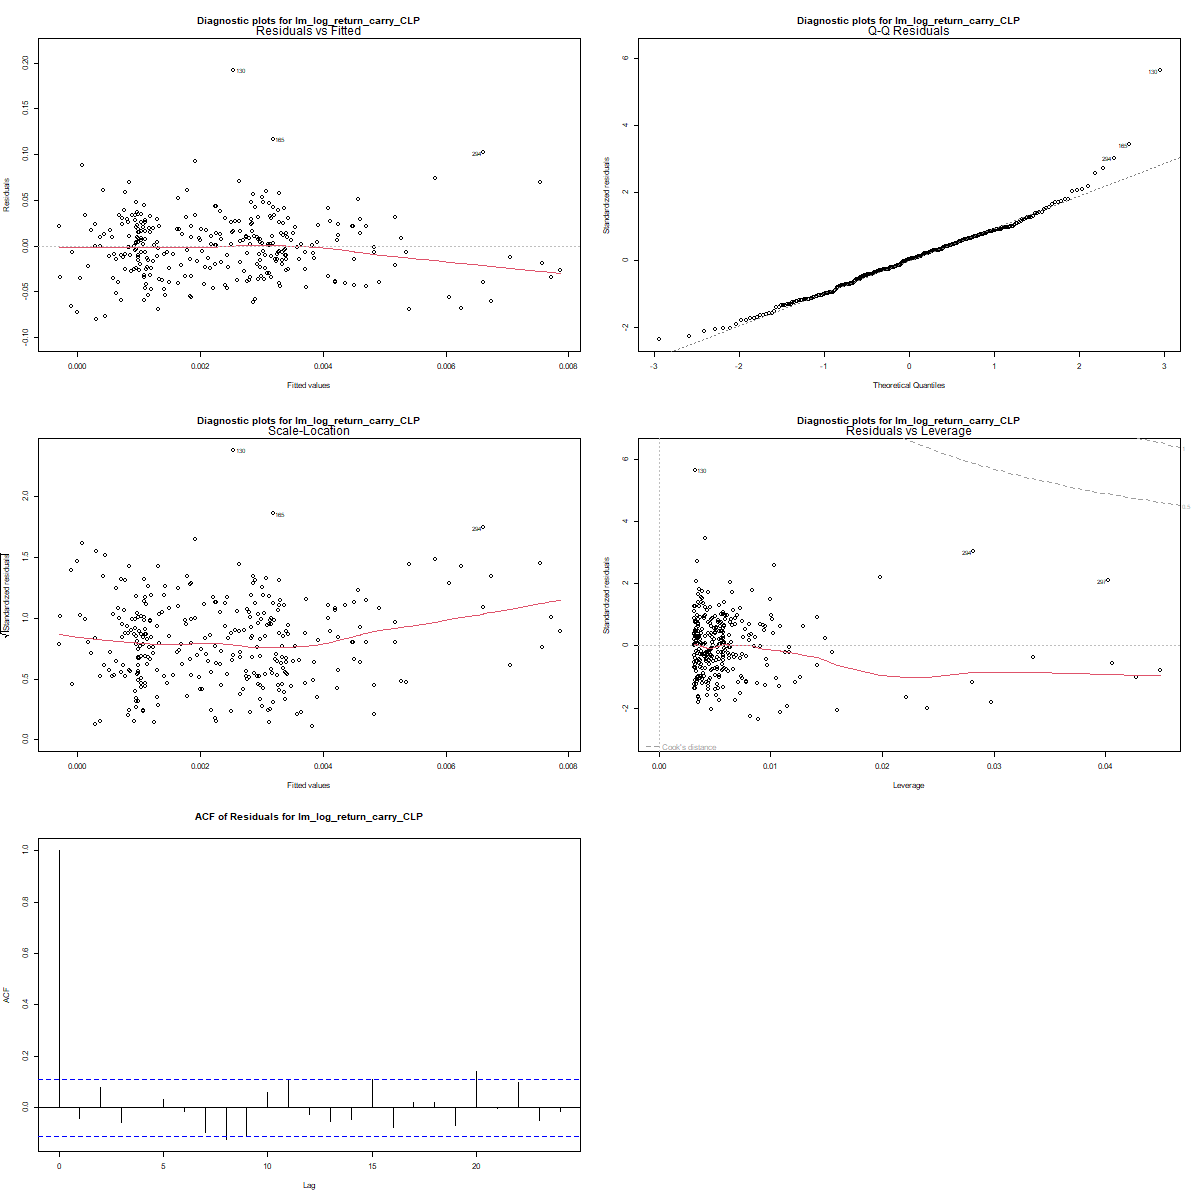 Diagnostic plots for lm_log_return_carry_CLP
Residuals vs Fitted
Residuals
0.20
0.15
0.10
0.05
0.00
-0.05
-0.10
130
165
294
0.000 0.002 0.004 0.006 0.008
Fitted values
Diagnostic plots for lm_log_return_carry_CLP
Q-Q Residuals
Standardized residuals
6
4
2
0
-2
130
165
294
-3 -2 -1 0 1 2 3
Theoretical Quantiles
Diagnostic plots for lm_log_return_carry_CLP
Scale-Location
√|Standardized residuals|
2.0
1.5
1.0
0.5
0.0
130
165
294
0.000 0.002 0.004 0.006 0.008
Fitted values
Diagnostic plots for lm_log_return_carry_CLP
Residuals vs Leverage
Standardized residuals
6
4
2
0
-2
130
294
297
1
0.5
Cook's distance
0.00 0.01 0.02 0.03 0.04
Leverage
ACF of Residuals for lm_log_return_carry_CLP
ACF
1.0
0.8
0.6
0.4
0.2
0.0
0 5 10 15 20
Lag